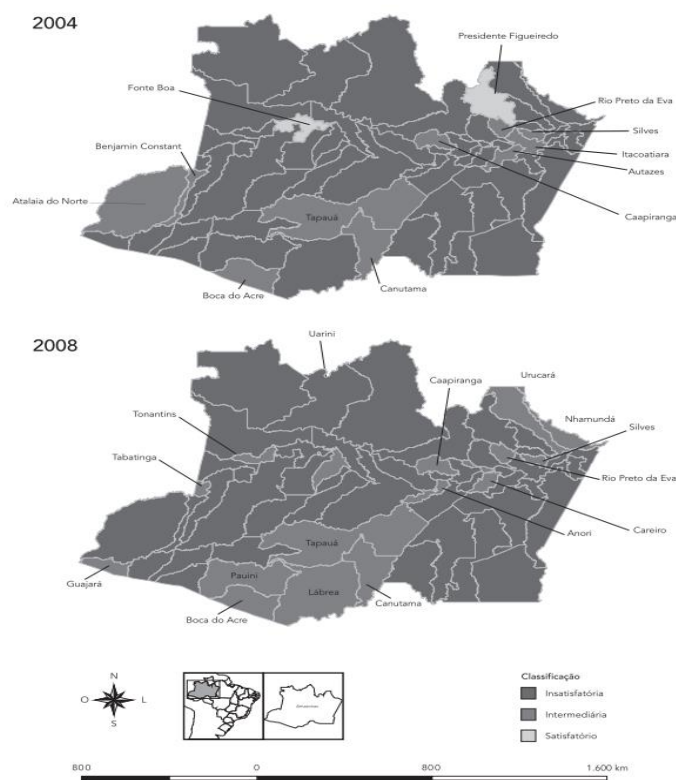 2004
Presidente Figueiredo
Fonte Boa
Rio Preto da Eva
Silves
Benjamin Constant
Itacoatiara
Autazes
Atalaia do Norte
Tapauá
Caapiranga
Canutama
Boca do Acre
2008
Uarini
Caapiranga
Urucará
Nhamundá
Tonantins
Silves
Tabatinga
Rio Preto da Eva
Anori
Careiro
Tapauá
Guajará
Pauini
Lábrea
Canutama
Boca do Acre
N
O L
S
Amazonas
Classificação
Insatisfatória
Intermediária
Satisfatório
800 0 800 1.600 km